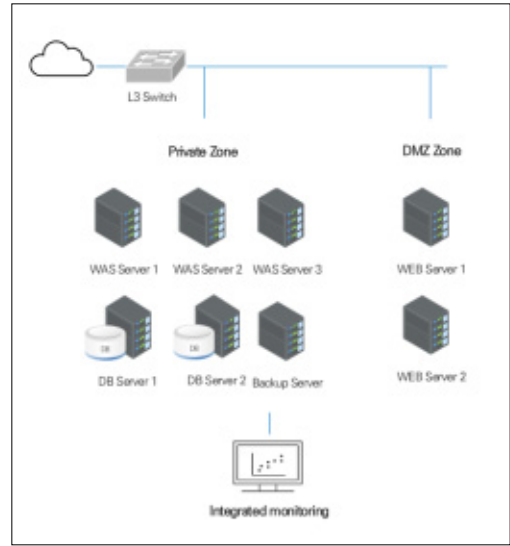 L3 Switch
Private Zone
DMZ Zone
WAS Server 1
WAS Server 2
WAS Server 3
WEB Server 1
DB
DB
DB Server 1
DB Server 2
Backup Server
WEB Server 2
Integrated monitoring